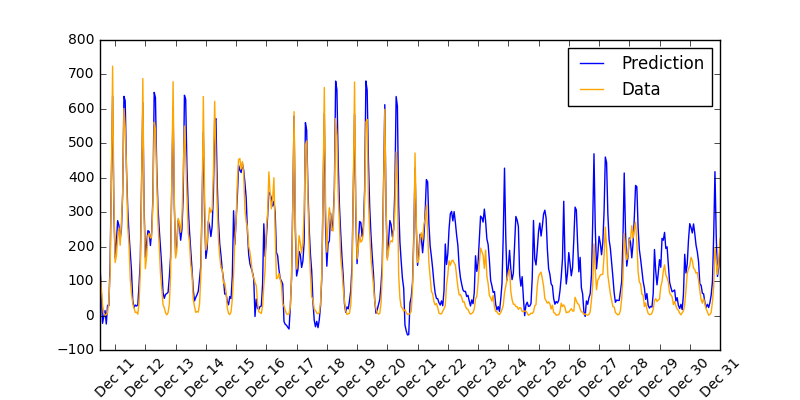 800
700
600
500
400
300
200
100
0
−100
Prediction
Data
Dec 11
Dec 12
Dec 13
Dec 14
Dec 15
Dec 16
Dec 17
Dec 18
Dec 19
Dec 20
Dec 21
Dec 22
Dec 23
Dec 24
Dec 25
Dec 26
Dec 27
Dec 28
Dec 29
Dec 30
Dec 31